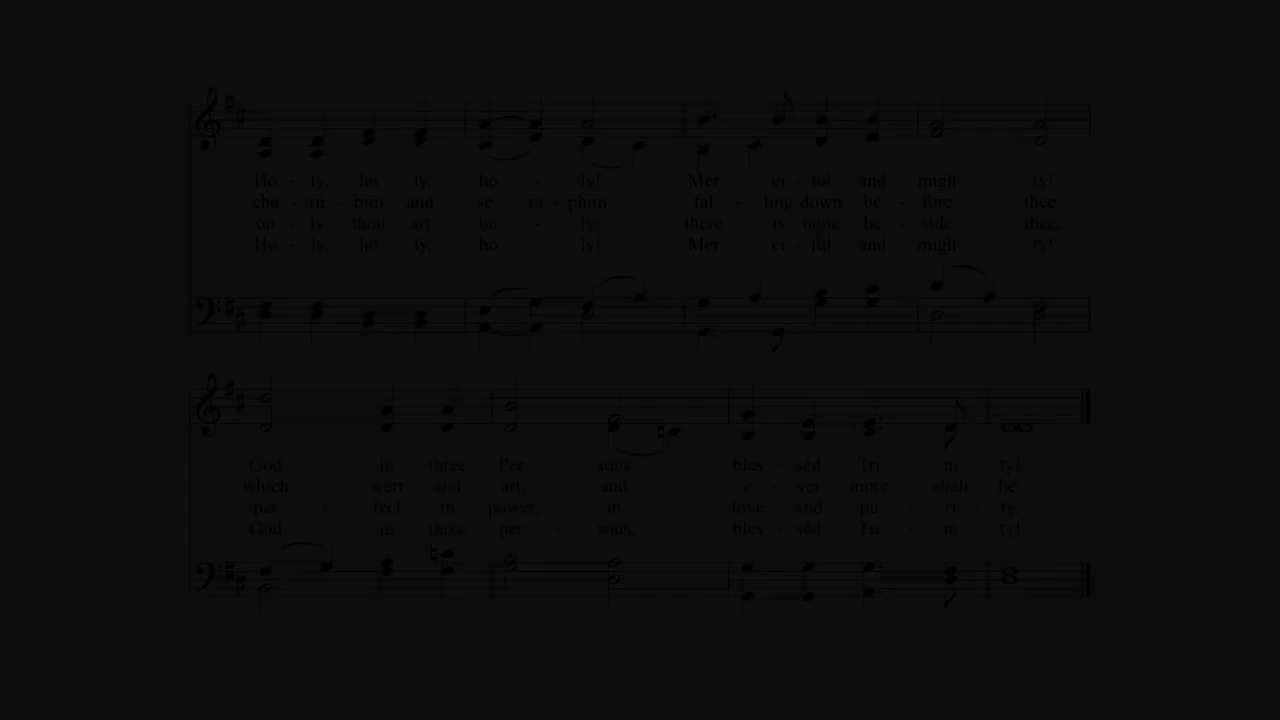 Ho - ly, ho - ly, ho - ly! Mer - ci - ful and migh - ty!
che - ru - bim and se ra - phim fal - ling down be - fore thee,
on - ly thou art ho - ly; there is none be - side thee,
Ho - ly, ho - ly, ho ly! Mer - ci - ful and migh ty!
God in three Per sons, bles - sed Tri ni - ty!
which wert and art, and e - ver - more shalt be
per - fect in power, in love and pu - ri - ty.
God in three per - sons, bles - sed Tri - ni - ty!